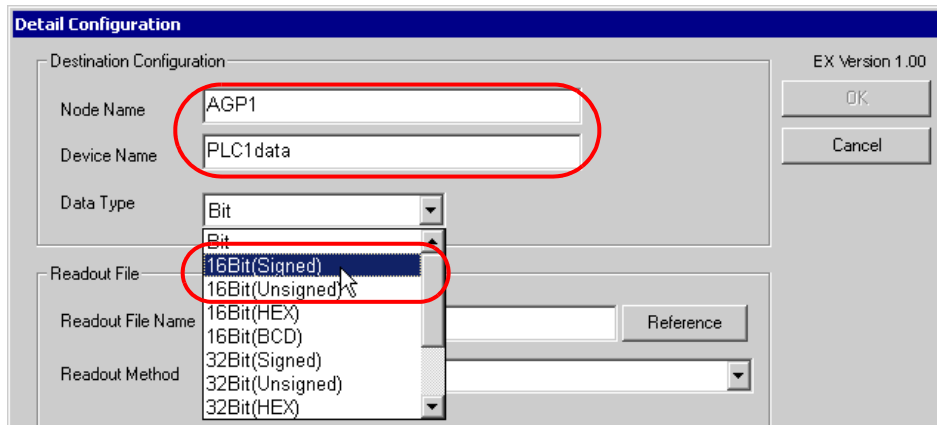 Detail Configuration
Destination Configuration
EX Version 1.00
Node Name
AGP1
OK
Device Name
PLC1data
Cancel
Data Type
Bit
Bit
16Bit(Signed)
Readout File
16Bit(Unsigned)
16Bit(HEX)
Readout File Name
Reference
16Bit(BCD)
32Bit(Signed)
Readout Method
32Bit(Unsigned)
32Bit(HEX)